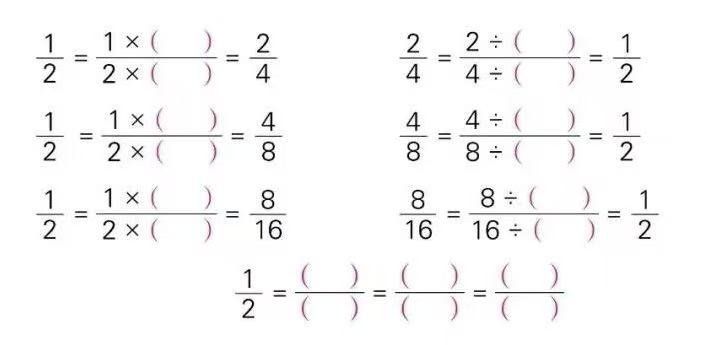 1/2 = 1 × (   )/2 × (   ) = 2/4   2/4 = 2 ÷ (   )/4 ÷ (   ) = 1/2
1/2 = 1 × (   )/2 × (   ) = 4/8   4/8 = 4 ÷ (   )/8 ÷ (   ) = 1/2
1/2 = 1 × (   )/2 × (   ) = 8/16   8/16 = 8 ÷ (   )/16 ÷ (   ) = 1/2
1/2 = (   )/(   ) = (   )/(   ) = (   )/(   )